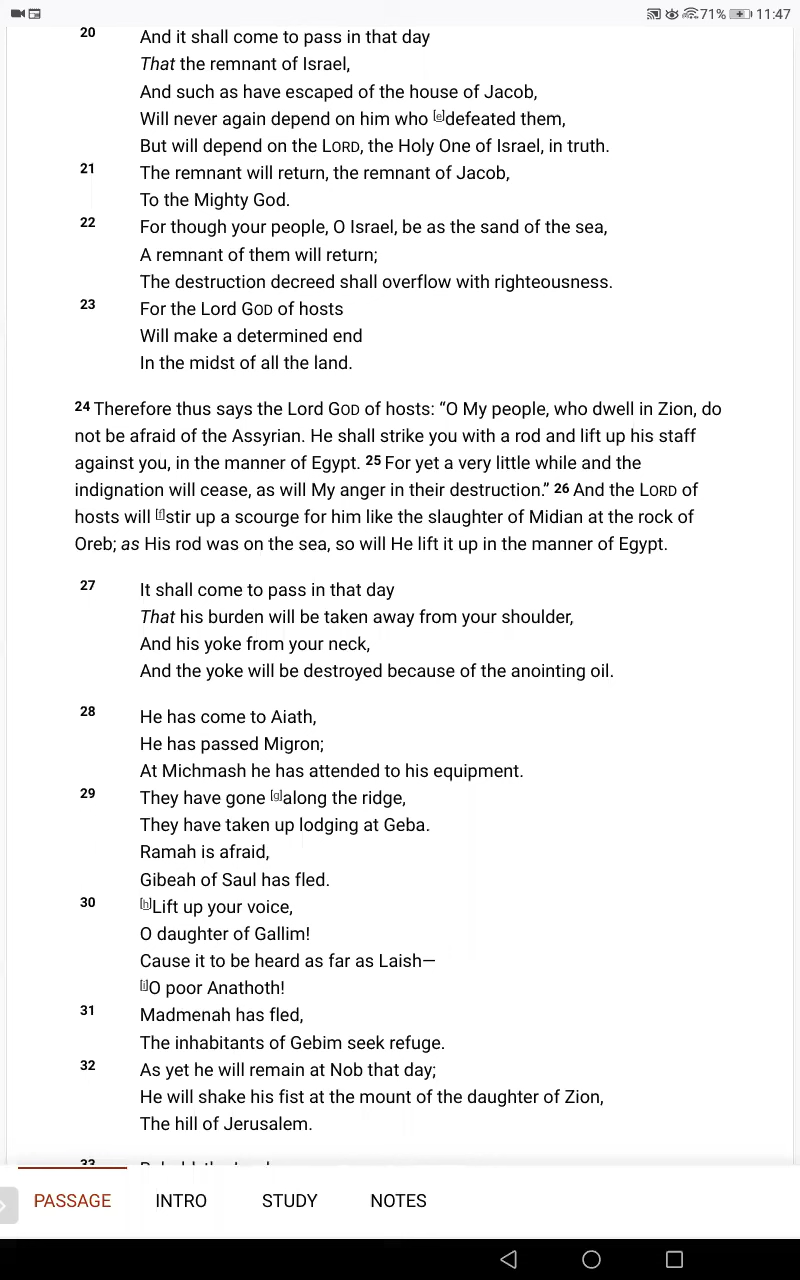 71% 11:47
20 And it shall come to pass in that day
That the remnant of Israel,
And such as have escaped of the house of Jacob,
Will never again depend on him who [e]defeated them,
But will depend on the LORD, the Holy One of Israel, in truth.
21 The remnant will return, the remnant of Jacob,
To the Mighty God.
22 For though your people, O Israel, be as the sand of the sea,
A remnant of them will return;
The destruction decreed shall overflow with righteousness.
23 For the Lord GOD of hosts
Will make a determined end
In the midst of all the land.
24 Therefore thus says the Lord GOD of hosts: “O My people, who dwell in Zion, do
not be afraid of the Assyrian. He shall strike you with a rod and lift up his staff
against you, in the manner of Egypt. 25 For yet a very little while and the
indignation will cease, as will My anger in their destruction.” 26 And the LORD of
hosts will [f]stir up a scourge for him like the slaughter of Midian at the rock of
Oreb; as His rod was on the sea, so will He lift it up in the manner of Egypt.
27 It shall come to pass in that day
That his burden will be taken away from your shoulder,
And his yoke from your neck,
And the yoke will be destroyed because of the anointing oil.
28 He has come to Aiath,
He has passed Migron;
At Michmash he has attended to his equipment.
29 They have gone [g]along the ridge,
They have taken up lodging at Geba.
Ramah is afraid,
Gibeah of Saul has fled.
30 [h]Lift up your voice,
O daughter of Gallim!
Cause it to be heard as far as Laish—
[i]O poor Anathoth!
31 Madmenah has fled,
The inhabitants of Gebim seek refuge.
32 As yet he will remain at Nob that day;
He will shake his fist at the mount of the daughter of Zion,
The hill of Jerusalem.
33
PASSAGE INTRO STUDY NOTES